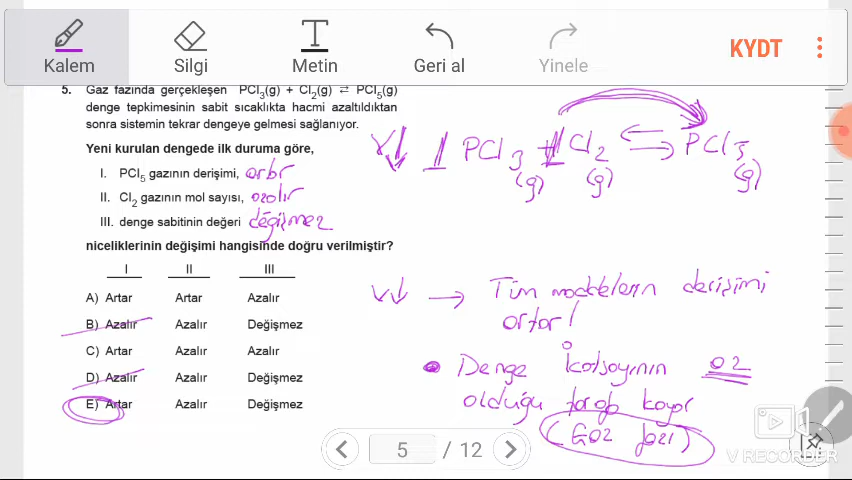 Kalem
Silgi
Metin
Geri al
Yinele
KYDT
5. Gaz fazında gerçekleşen PCl₃(g) + Cl₂(g) ⇄ PCl₅(g)
denge tepkimesinin sabit sıcaklıkta hacmi azaltıldıktan
sonra sistemin tekrar dengeye gelmesi sağlanıyor.
Yeni kurulan dengede ilk duruma göre,
I. PCl₅ gazının derişimi, artar
II. Cl₂ gazının mol sayısı, azalır
III. denge sabitinin değeri değişmez
niceliklerinin değişimi hangisinde doğru verilmiştir?
I II III
A) Artar Artar Azalır
B) Azalır Azalır Değişmez
C) Artar Azalır Azalır
D) Azalır Azalır Değişmez
E) Artar Azalır Değişmez
V↓ 1 PCl₃ + 1 Cl₂ ⇄ PCl₅
(g) (g) (g)
V↓ → Tüm maddelerin derişimi
artar!
• Denge katsayının az
olduğu tarafa kayar
(
5 / 12
V RECORDER